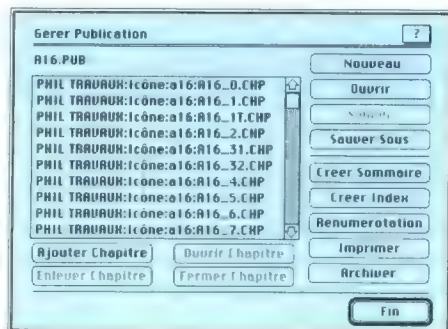 Gerer Publication ?
A16.PUB
PHIL TRAVAUX:Icône:a16:A16_0.CHP
PHIL TRAVAUX:Icône:a16:A16_1.CHP
PHIL TRAVAUX:Icône:a16:A16_1T.CHP
PHIL TRAVAUX:Icône:a16:A16_2.CHP
PHIL TRAVAUX:Icône:a16:A16_31.CHP
PHIL TRAVAUX:Icône:a16:A16_32.CHP
PHIL TRAVAUX:Icône:a16:A16_4.CHP
PHIL TRAVAUX:Icône:a16:A16_5.CHP
PHIL TRAVAUX:Icône:a16:A16_6.CHP
PHIL TRAVAUX:Icône:a16:A16_7.CHP
Ajouter Chapitre
Ouvrir Chapitre
Enlever Chapitre
Fermer Chapitre
Nouveau
Ouvrir
Sauver Sous
Creer Sommaire
Creer Index
Renumerotation
Imprimer
Archiver
Fin